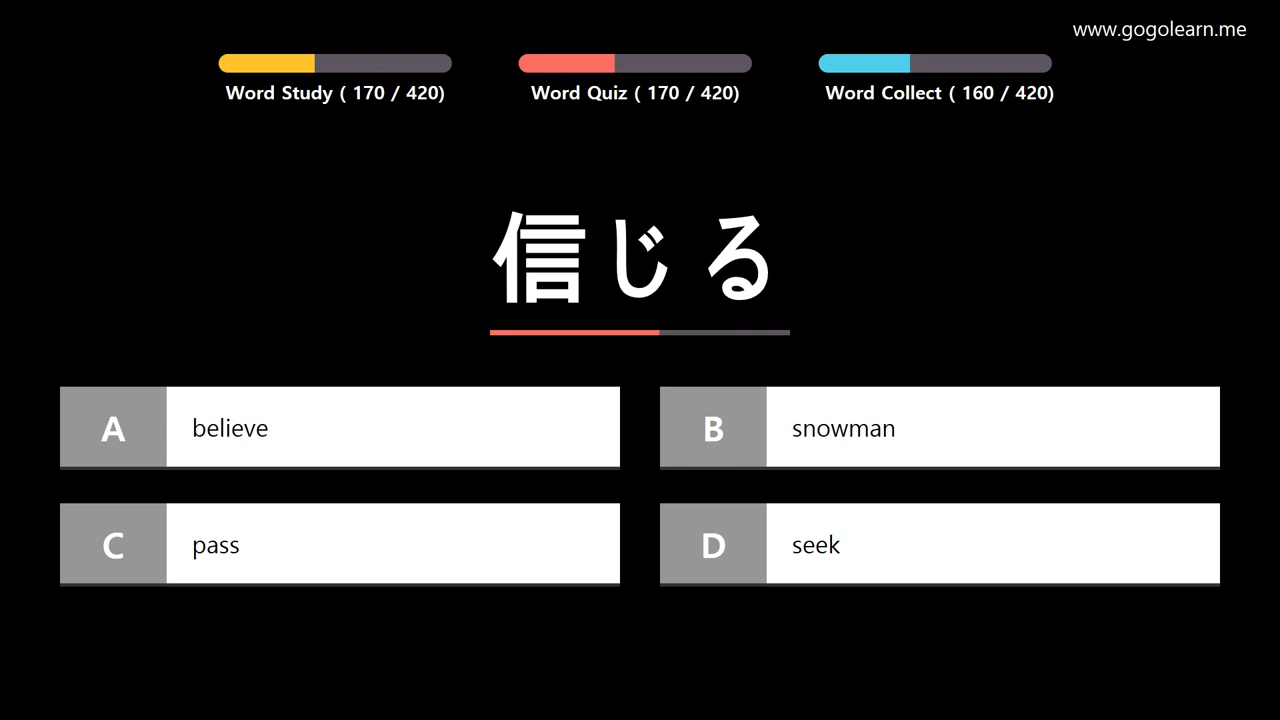 www.gogolearn.me
Word Study ( 170 / 420)
Word Quiz ( 170 / 420)
Word Collect ( 160 / 420)
信じる
A believe
B snowman
C pass
D seek